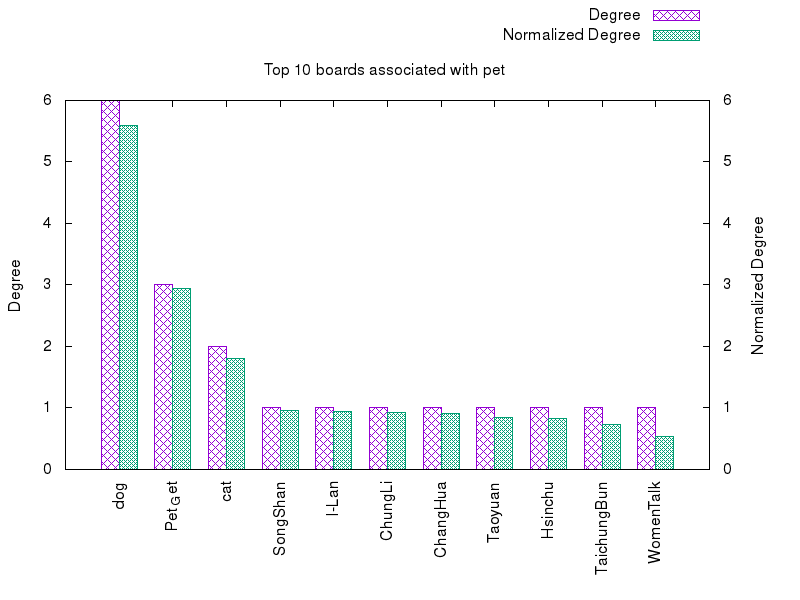 Degree
Normalized Degree
Top 10 boards associated with pet
6
5
4
3
2
1
0
6
5
4
3
2
1
0
Degree
Normalized Degree
dog
PetGet
cat
SongShan
I-Lan
ChungLi
ChangHua
Taoyuan
Hsinchu
TaichungBun
WomenTalk